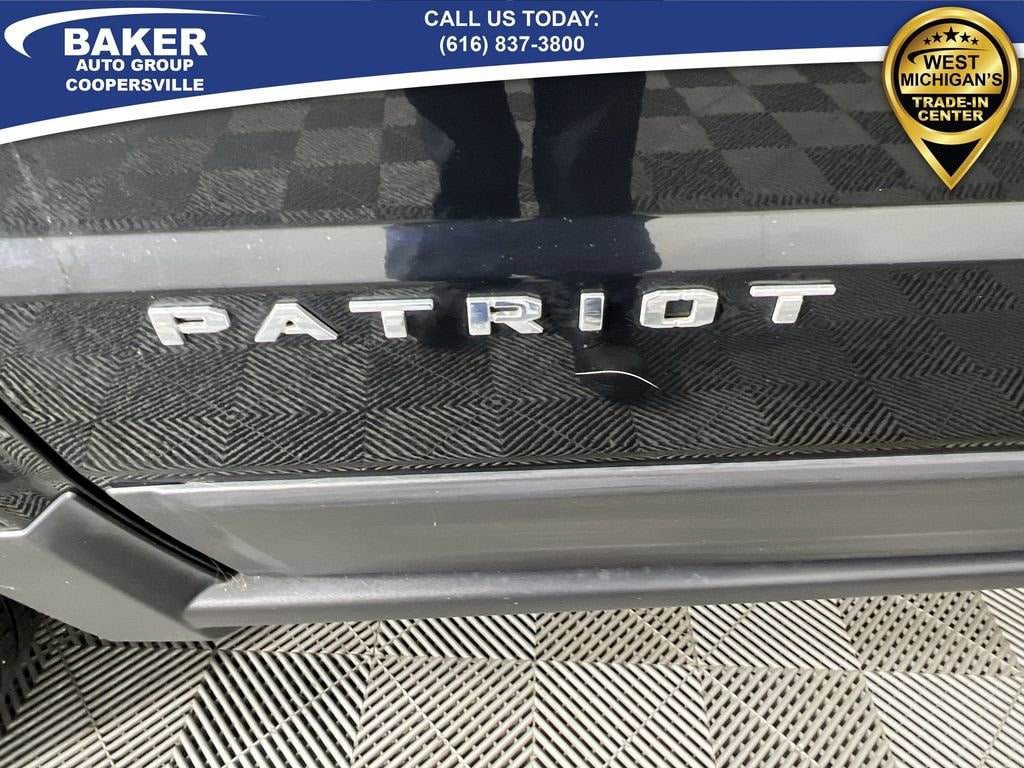 BAKER
AUTO GROUP
COOPERSVILLE
CALL US TODAY:
(616) 837-3800
WEST
MICHIGAN'S
TRADE-IN
CENTER
PATRIOT